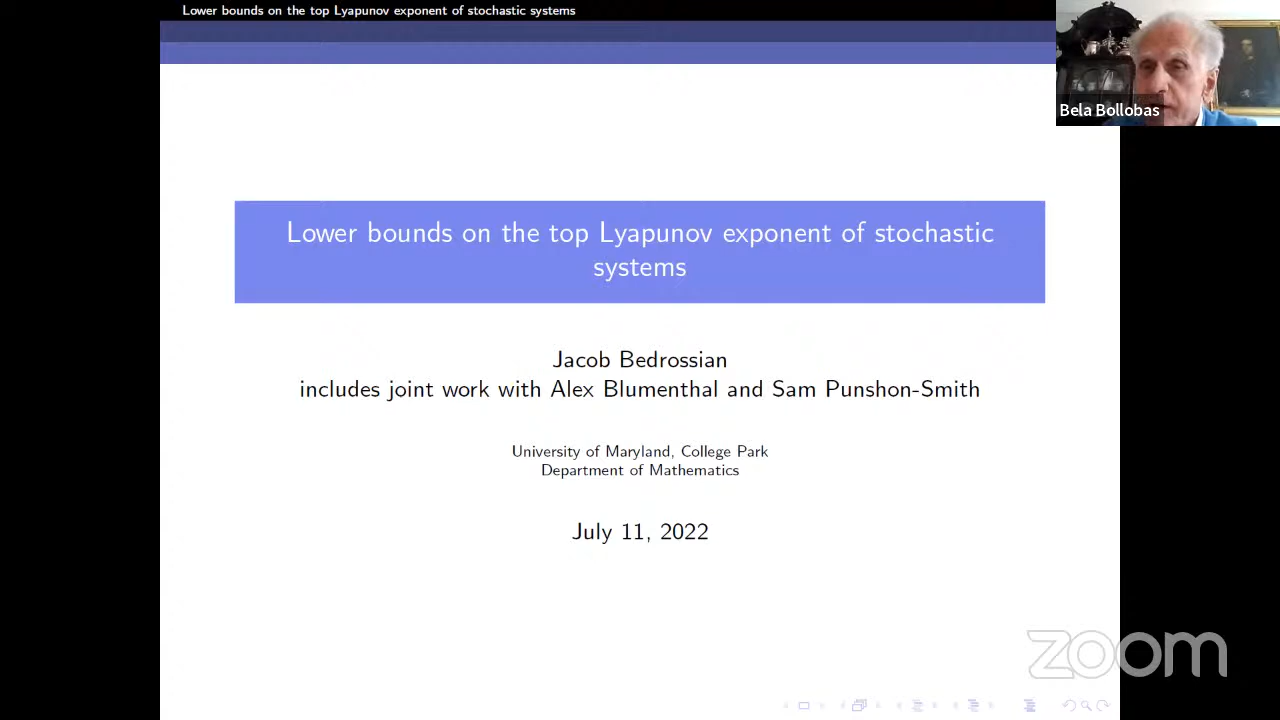 Lower bounds on the top Lyapunov exponent of stochastic systems
Bela Bollobas
Lower bounds on the top Lyapunov exponent of stochastic
systems
Jacob Bedrossian
includes joint work with Alex Blumenthal and Sam Punshon-Smith
University of Maryland, College Park
Department of Mathematics
July 11, 2022
zoom